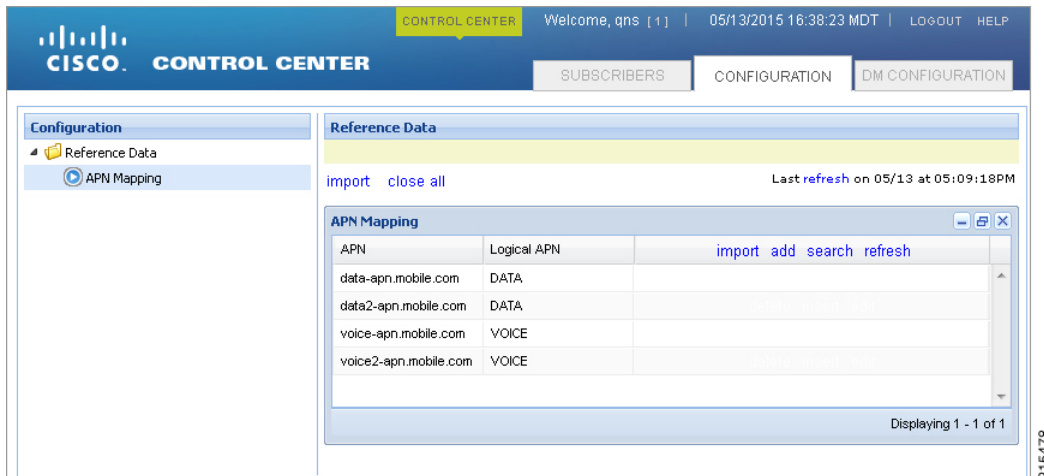 CONTROL CENTER Welcome, qns [1] | 05/13/2015 16:38:23 MDT | LOGOUT HELP
CISCO. CONTROL CENTER
SUBSCRIBERS CONFIGURATION DM CONFIGURATION
Configuration
Reference Data
APN Mapping
Reference Data
import close all Last refresh on 05/13 at 05:09:18PM
APN Mapping
APN Logical APN import add search refresh
data-apn.mobile.com DATA
data2-apn.mobile.com DATA
voice-apn.mobile.com VOICE
voice2-apn.mobile.com VOICE
Displaying 1 - 1 of 1